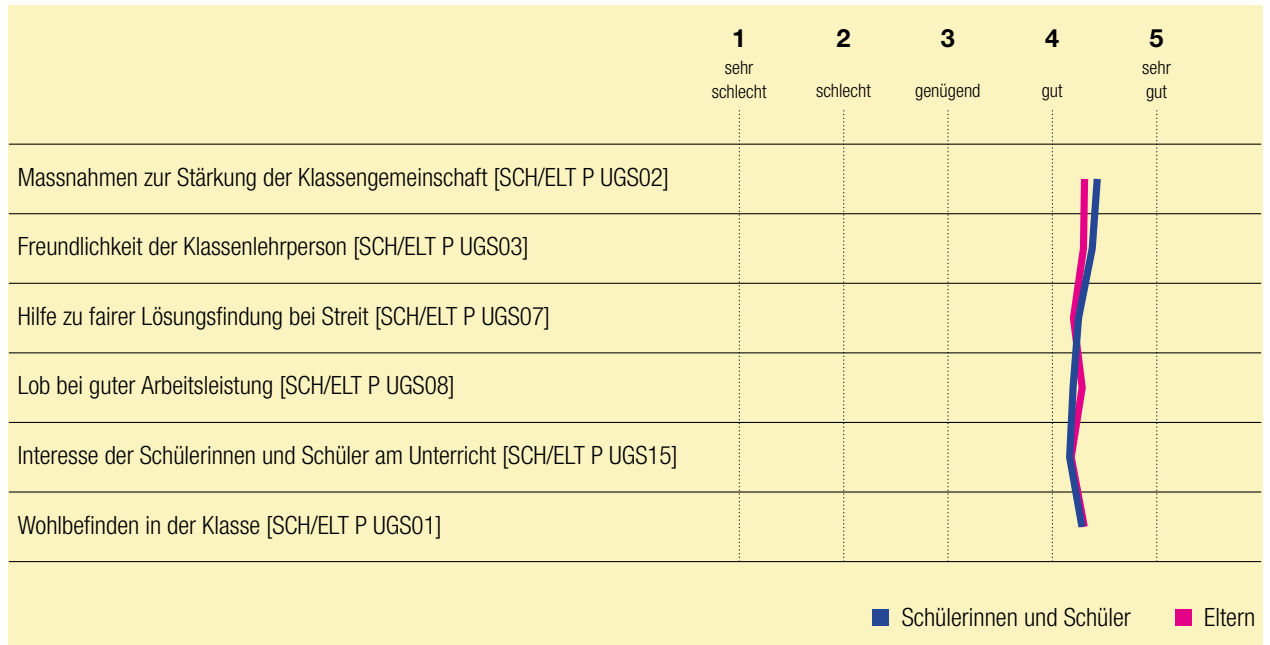 1 2 3 4 5
sehr sehr
schlecht schlecht genügend gut gut
Massnahmen zur Stärkung der Klassengemeinschaft [SCH/ELT P UGS02]
Freundlichkeit der Klassenlehrperson [SCH/ELT P UGS03]
Hilfe zu fairer Lösungsfindung bei Streit [SCH/ELT P UGS07]
Lob bei guter Arbeitsleistung [SCH/ELT P UGS08]
Interesse der Schülerinnen und Schüler am Unterricht [SCH/ELT P UGS15]
Wohlbefinden in der Klasse [SCH/ELT P UGS01]
Schülerinnen und Schüler Eltern